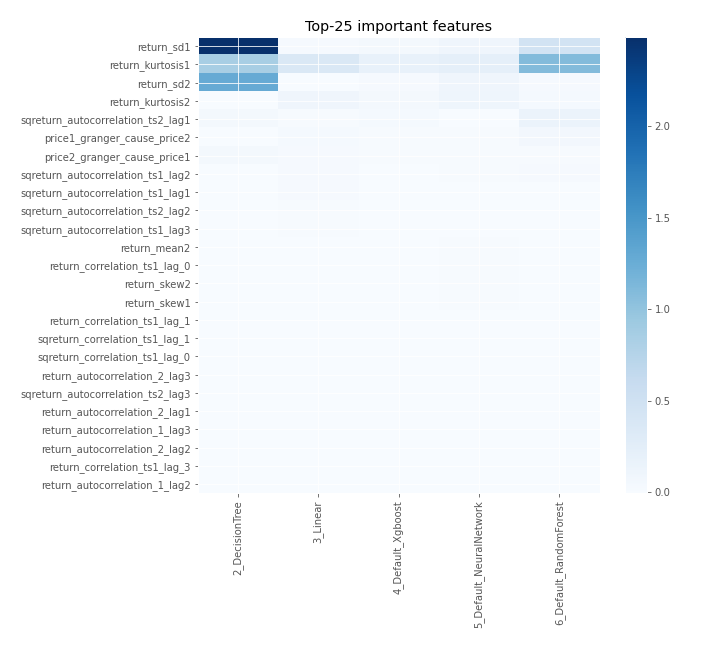 Top-25 important features
return_sd1
return_kurtosis1
return_sd2
return_kurtosis2
sqreturn_autocorrelation_ts2_lag1
price1_granger_cause_price2
price2_granger_cause_price1
sqreturn_autocorrelation_ts1_lag2
sqreturn_autocorrelation_ts1_lag1
sqreturn_autocorrelation_ts2_lag2
sqreturn_autocorrelation_ts1_lag3
return_mean2
return_correlation_ts1_lag_0
return_skew2
return_skew1
return_correlation_ts1_lag_1
sqreturn_correlation_ts1_lag_1
sqreturn_correlation_ts1_lag_0
return_autocorrelation_2_lag3
sqreturn_autocorrelation_ts2_lag3
return_autocorrelation_2_lag1
return_autocorrelation_1_lag3
return_autocorrelation_2_lag2
return_correlation_ts1_lag_3
return_autocorrelation_1_lag2
2_DecisionTree
3_Linear
4_Default_Xgboost
5_Default_NeuralNetwork
6_Default_RandomForest
2.0
1.5
1.0
0.5
0.0